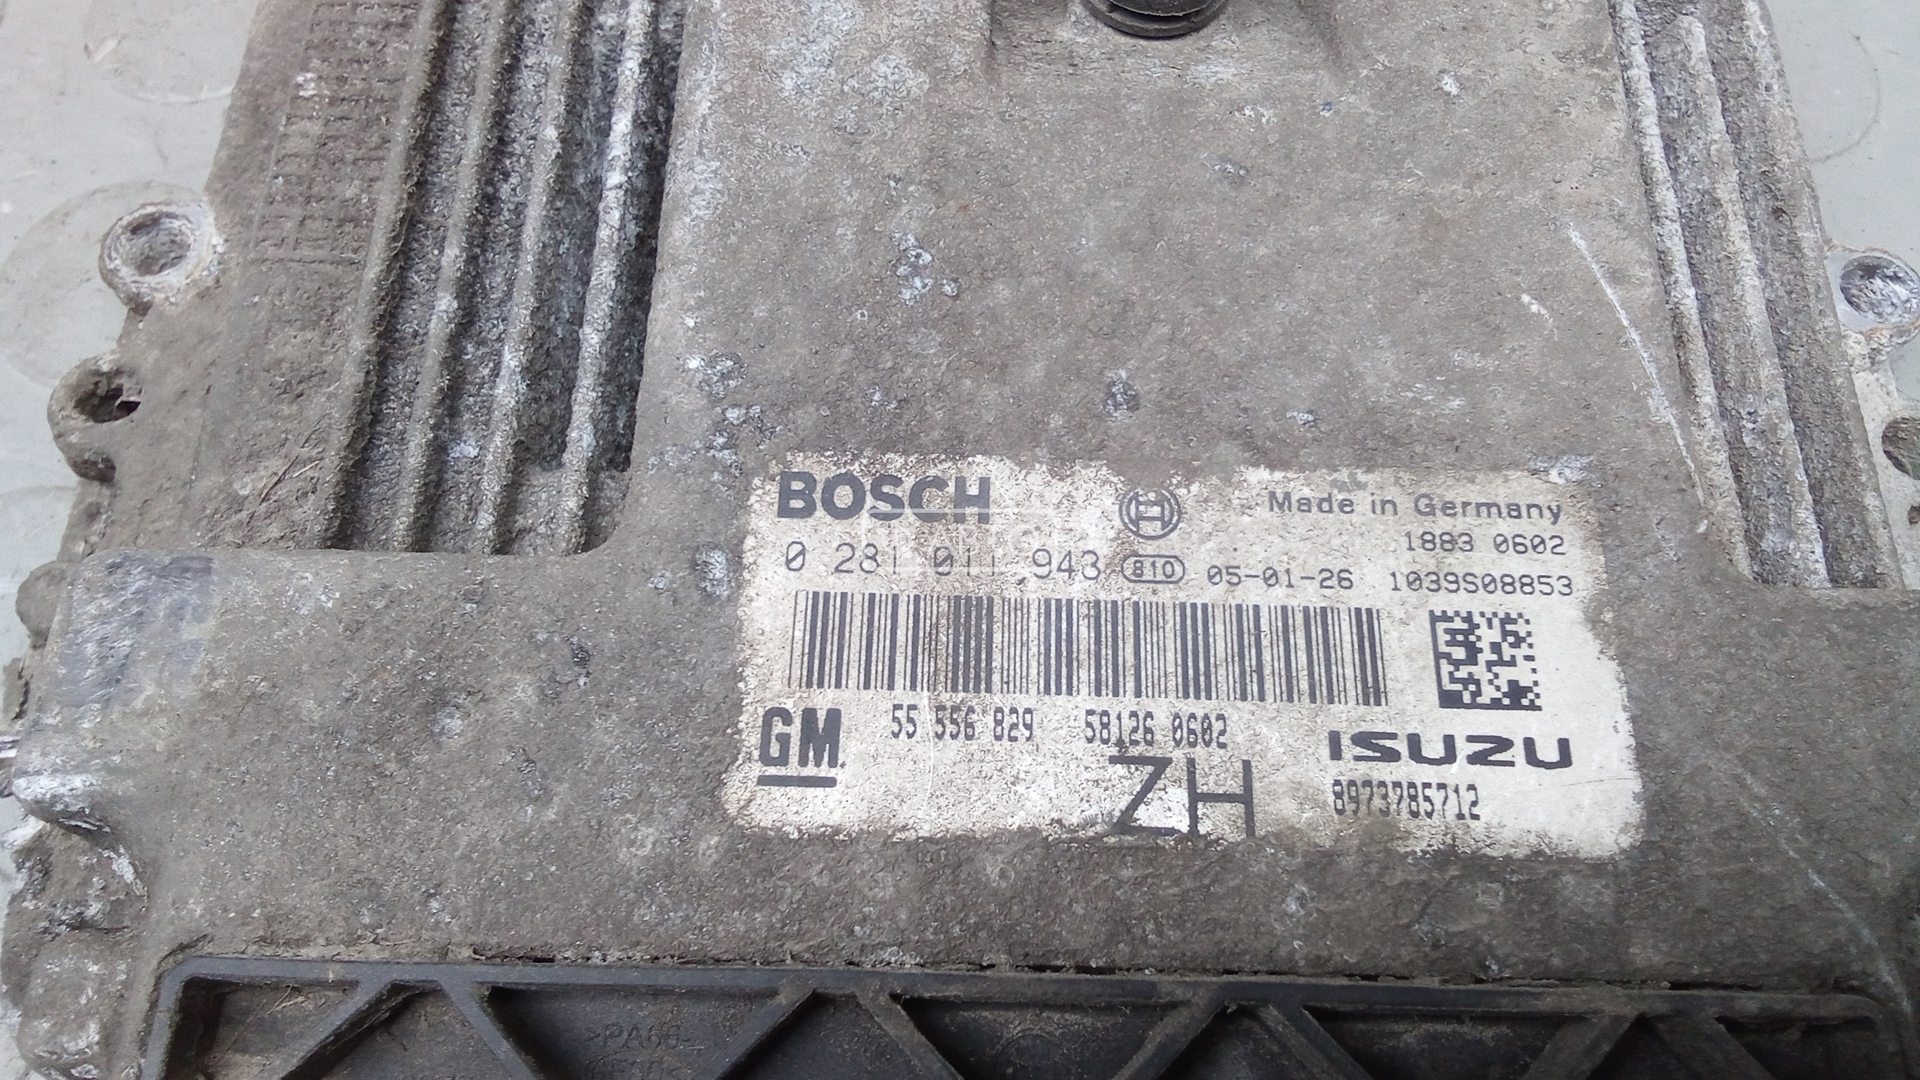 BOSCH Made in Germany
1883 0602
0 281 011 943 810 05-01-26 1039S08853
GM 55 556 829 58126 0602 ISUZU
ZH 8973785712